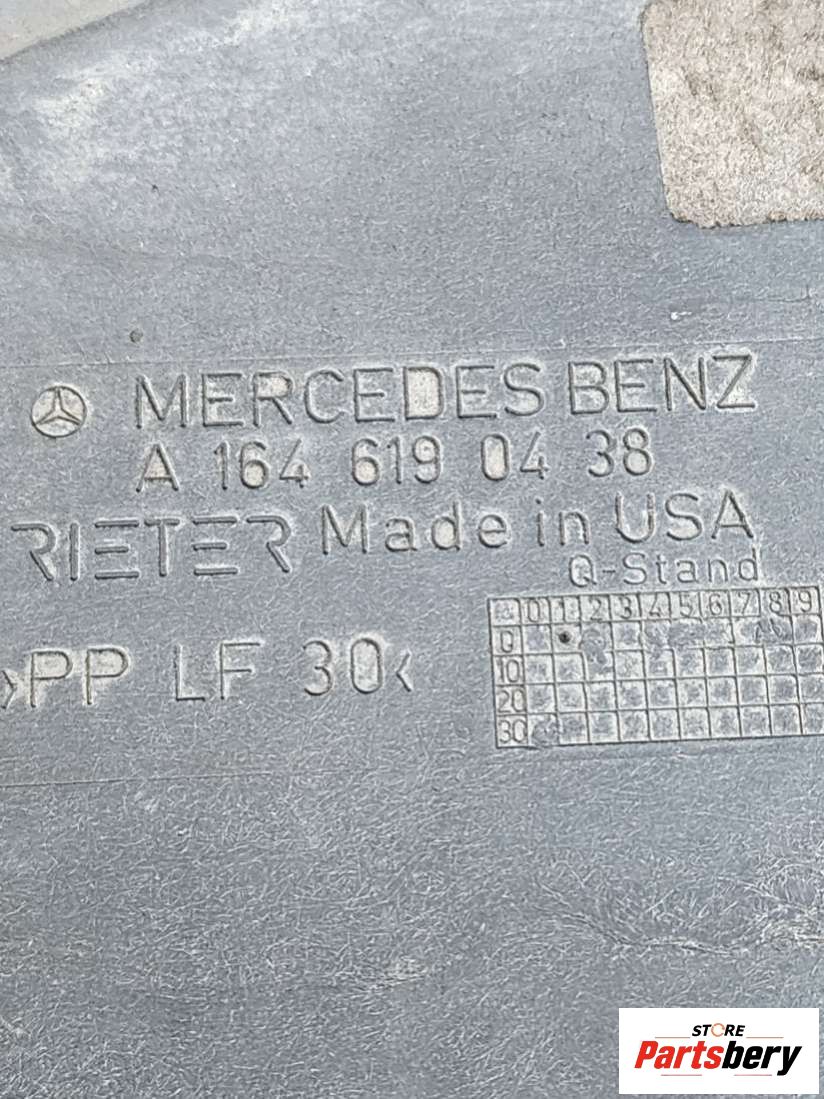 MERCEDES BENZ
A 164 619 04 38
RIETER Made in USA
Q-Stand
0 1 2 3 4 5 6 7 8 9
0
10
20
30
>PP LF 30<
STORE
Partsbery